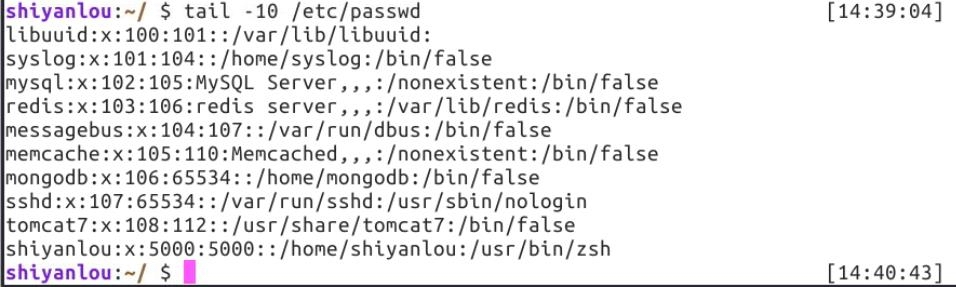 shiyanlou:~/ $ tail -10 /etc/passwd [14:39:04]
libuuid:x:100:101::/var/lib/libuuid:
syslog:x:101:104::/home/syslog:/bin/false
mysql:x:102:105:MySQL Server,,,:/nonexistent:/bin/false
redis:x:103:106:redis server,,,:/var/lib/redis:/bin/false
messagebus:x:104:107::/var/run/dbus:/bin/false
memcache:x:105:110:Memcached,,,:/nonexistent:/bin/false
mongodb:x:106:65534::/home/mongodb:/bin/false
sshd:x:107:65534::/var/run/sshd:/usr/sbin/nologin
tomcat7:x:108:112::/usr/share/tomcat7:/bin/false
shiyanlou:x:5000:5000::/home/shiyanlou:/usr/bin/zsh
shiyanlou:~/ $ [14:40:43]